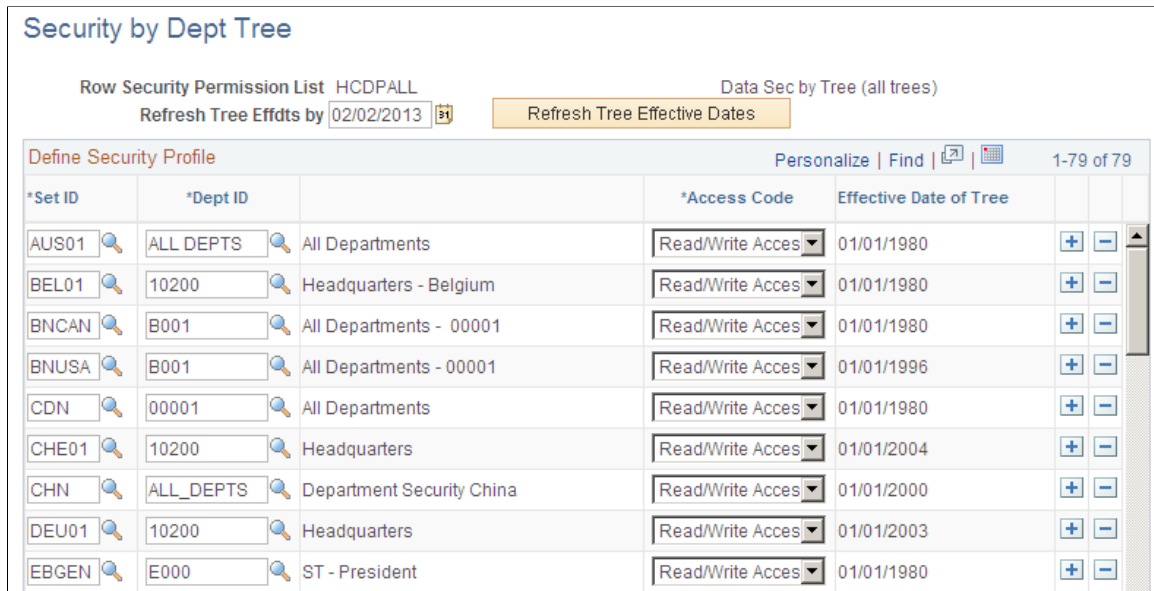 Security by Dept Tree
Row Security Permission List HCDPALL Data Sec by Tree (all trees)
Refresh Tree Effdts by 02/02/2013 31 Refresh Tree Effective Dates
Define Security Profile Personalize | Find | | 1-79 of 79
*Set ID *Dept ID *Access Code Effective Date of Tree
AUS01 ALL DEPTS All Departments Read/Write Acces 01/01/1980
BEL01 10200 Headquarters - Belgium Read/Write Acces 01/01/1980
BNCAN B001 All Departments - 00001 Read/Write Acces 01/01/1980
BNUSA B001 All Departments - 00001 Read/Write Acces 01/01/1996
CDN 00001 All Departments Read/Write Acces 01/01/1980
CHE01 10200 Headquarters Read/Write Acces 01/01/2004
CHN ALL_DEPTS Department Security China Read/Write Acces 01/01/2000
DEU01 10200 Headquarters Read/Write Acces 01/01/2003
EBGEN E000 ST - President Read/Write Acces 01/01/1980